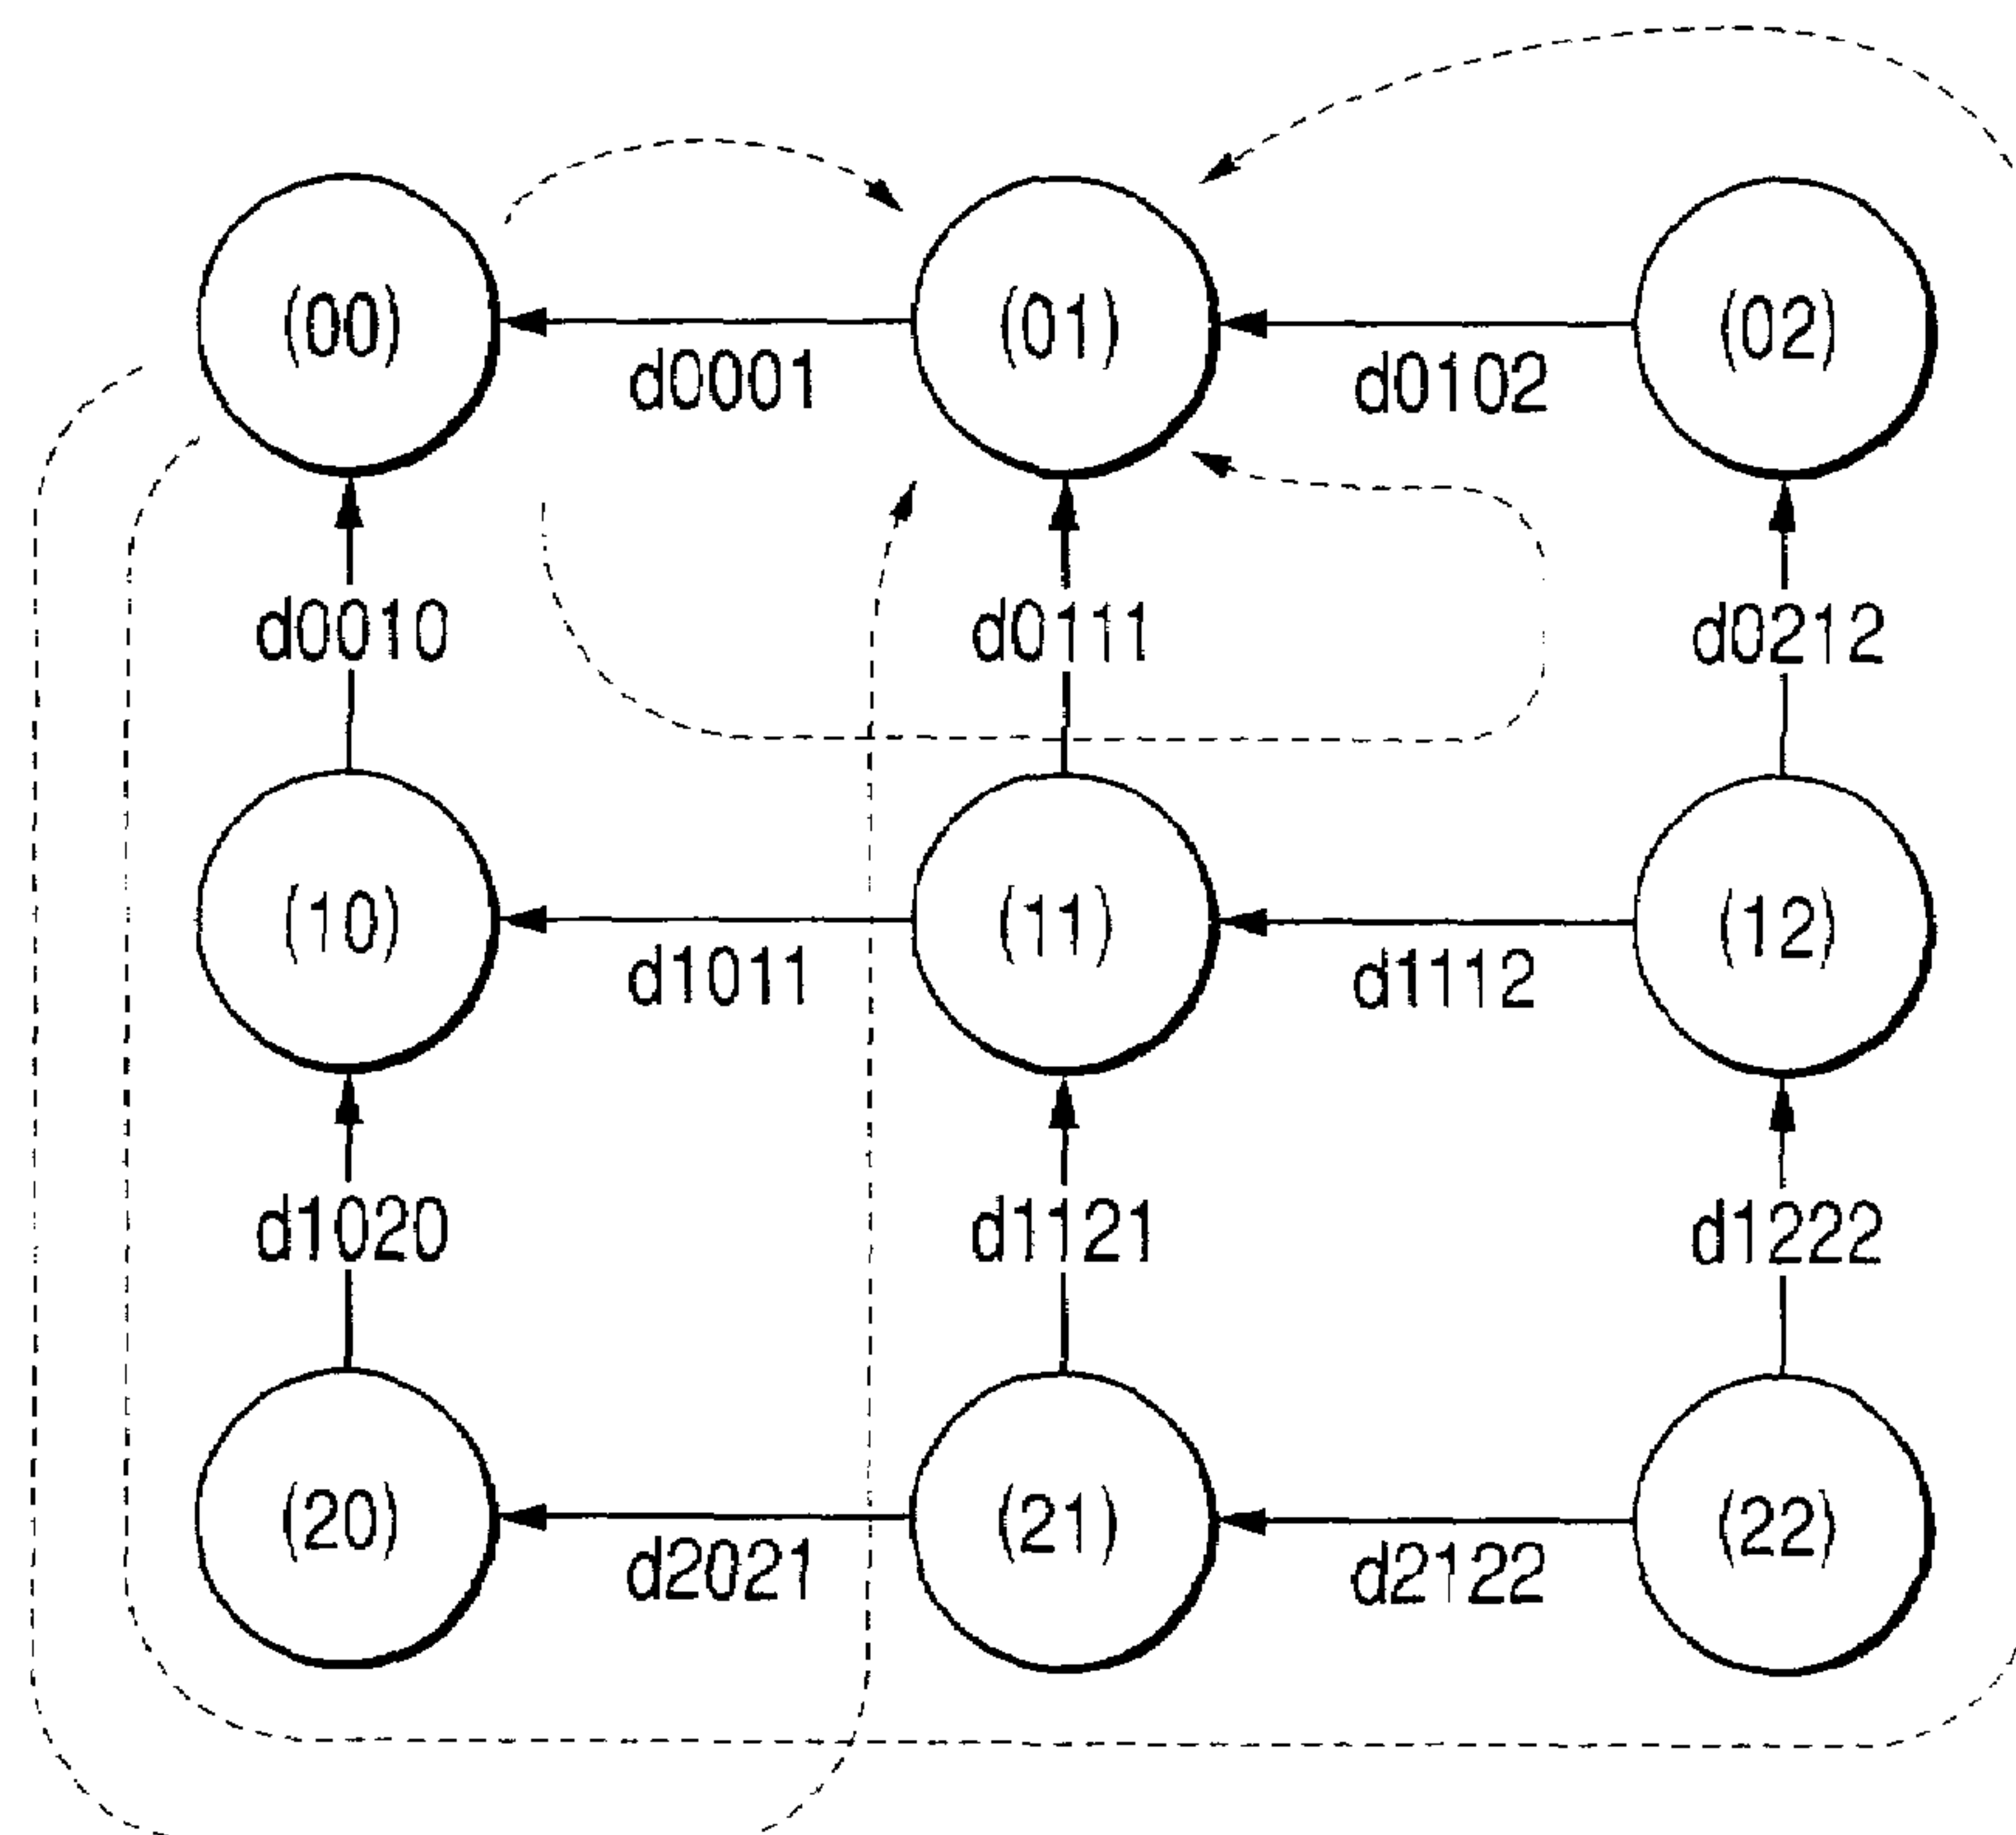 (00) (01) (02)
d0001 d0102
d0010 d0111 d0212
(10) (11) (12)
d1011 d1112
d1020 d1121 d1222
(20) (21) (22)
d2021 d2122